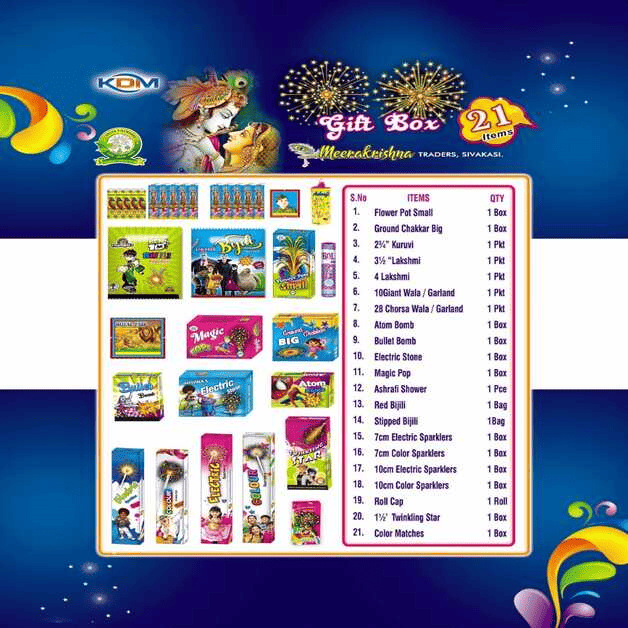 KDM
Gift Box
21
Items
Meerakrishna TRADERS, SIVAKASI.
S.No ITEMS QTY
1. Flower Pot Small 1 Box
2. Ground Chakkar Big 1 Box
3. 2¾" Kuruvi 1 Pkt
4. 3½ "Lakshmi 1 Pkt
5. 4 Lakshmi 1 Pkt
6. 10Giant Wala / Garland 1 Pkt
7. 28 Chorsa Wala / Garland 1 Pkt
8. Atom Bomb 1 Box
9. Bullet Bomb 1 Box
10. Electric Stone 1 Box
11. Magic Pop 1 Box
12. Ashrafi Shower 1 Pce
13. Red Bijili 1 Bag
14. Stipped Bijili 1Bag
15. 7cm Electric Sparklers 1 Box
16. 7cm Color Sparklers 1 Box
17. 10cm Electric Sparklers 1 Box
18. 10cm Color Sparklers 1 Box
19. Roll Cap 1 Roll
20. 1½' Twinkling Star 1 Box
21. Color Matches 1 Box
Bijili
Small
Magic
Ground Chakkar
BIG
Bullet
Bomb
Electric
Atom
TWINKLING
STAR
Electric
COLOUR
ELECTRIC
COLOUR